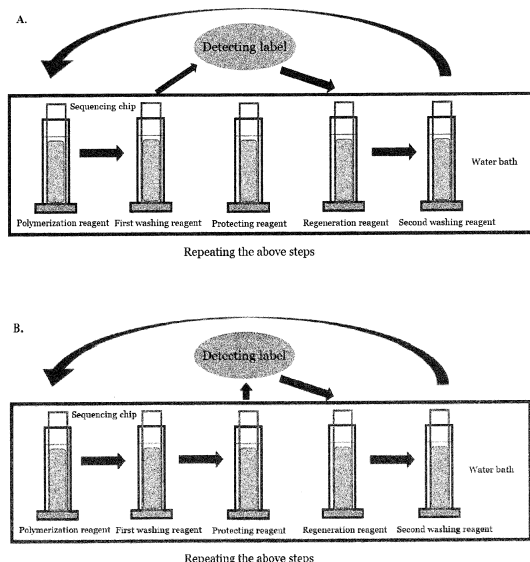 A.
Detecting label
Sequencing chip
Water bath
Polymerization reagent First washing reagent Protecting reagent Regeneration reagent Second washing reagent
Repeating the above steps
B.
Detecting label
Sequencing chip
Water bath
Polymerization reagent First washing reagent Protecting reagent Regeneration reagent Second washing reagent
Repeating the above steps